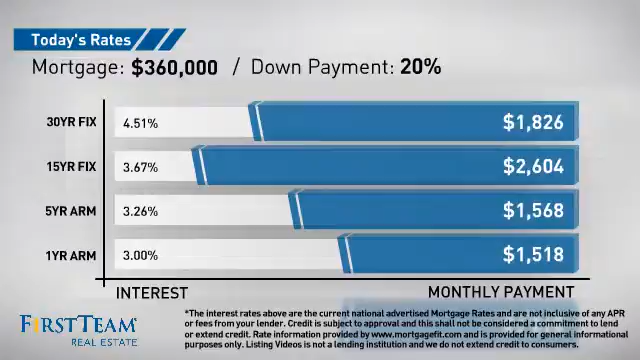 Today's Rates
Mortgage: $360,000 / Down Payment: 20%
30YR FIX 4.51% $1,826
15YR FIX 3.67% $2,604
5YR ARM 3.26% $1,568
1YR ARM 3.00% $1,518
INTEREST MONTHLY PAYMENT
FIRSTTEAM®
REAL ESTATE
*The interest rates above are the current national advertised Mortgage Rates and are not inclusive of any APR
or fees from your lender. Credit is subject to approval and this shall not be considered a commitment to lend
or extend credit. Rate information provided by www.mortgagefit.com and is provided for general informational
purposes only. Listing Videos is not a lending institution and we do not extend credit to consumers.